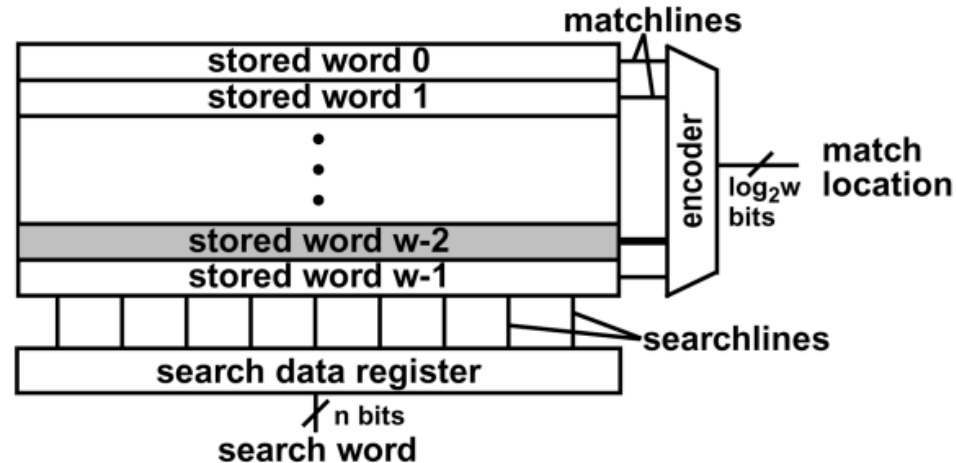 matchlines
stored word 0
stored word 1
encoder
match
location
log₂w
bits
stored word w-2
stored word w-1
searchlines
search data register
n bits
search word